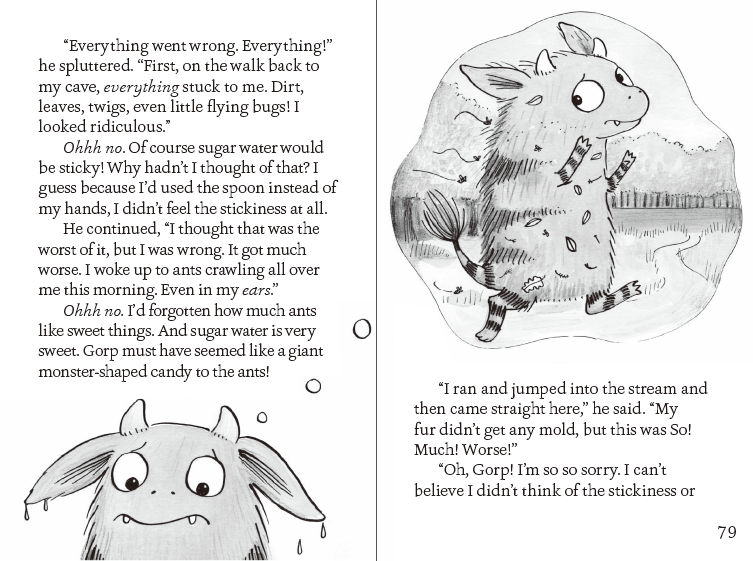 “Everything went wrong. Everything!”
he spluttered. “First, on the walk back to
my cave, everything stuck to me. Dirt,
leaves, twigs, even little flying bugs! I
looked ridiculous.”
Ohhh no. Of course sugar water would
be sticky! Why hadn’t I thought of that? I
guess because I’d used the spoon instead of
my hands, I didn’t feel the stickiness at all.
He continued, “I thought that was the
worst of it, but I was wrong. It got much
worse. I woke up to ants crawling all over
me this morning. Even in my ears.”
Ohhh no. I’d forgotten how much ants
like sweet things. And sugar water is very
sweet. Gorp must have seemed like a giant
monster-shaped candy to the ants!
“I ran and jumped into the stream and
then came straight here,” he said. “My
fur didn’t get any mold, but this was So!
Much! Worse!”
“Oh, Gorp! I’m so so sorry. I can’t
believe I didn’t think of the stickiness or
79